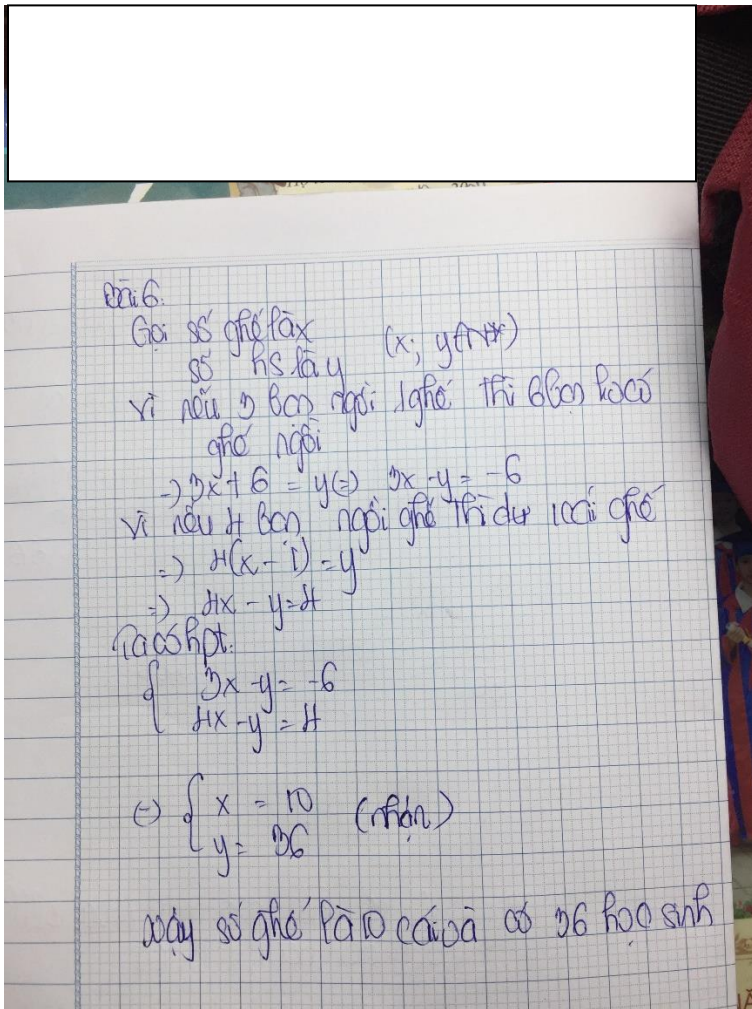 Bài 6.
Gọi số ghế là x (x; y ∈ N*)
số hs là y
vì nếu 3 bạn ngồi 1 ghế thì 6 bạn ko có
ghế ngồi
=) 3x + 6 = y (=) 3x - y = -6
vì nếu 4 bạn ngồi ghế thì dư 1 cái ghế
=) 4(x - 1) = y
=) 4x - y = 4
Ta có hpt:
{ 3x - y = -6
4x - y = 4
(=) { x = 10 (nhận)
y = 36
vậy số ghế là 10 cái và có 36 học sinh